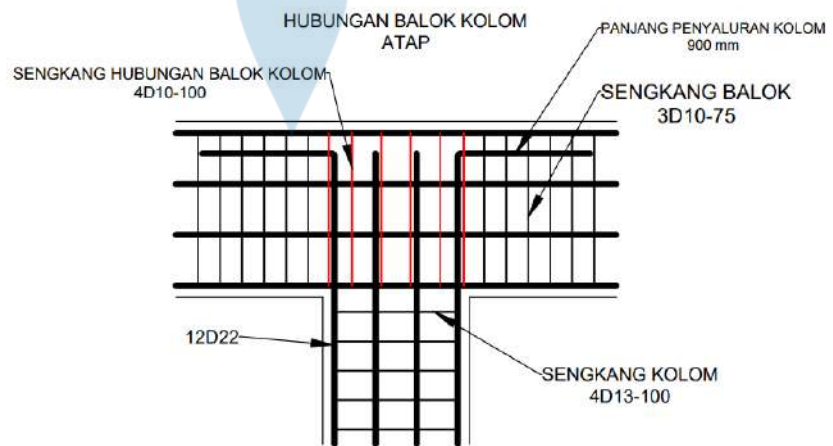 HUBUNGAN BALOK KOLOM
ATAP
PANJANG PENYALURAN KOLOM
900 mm
SENGKANG HUBUNGAN BALOK KOLOM
4D10-100
SENGKANG BALOK
3D10-75
12D22
SENGKANG KOLOM
4D13-100